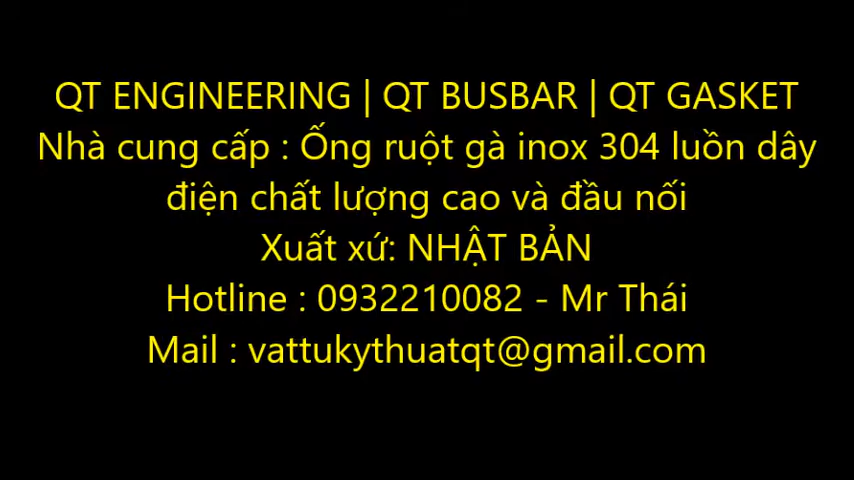 QT ENGINEERING | QT BUSBAR | QT GASKET
Nhà cung cấp : Ống ruột gà inox 304 luồn dây
điện chất lượng cao và đầu nối
Xuất xứ: NHẬT BẢN
Hotline : 0932210082 - Mr Thái
Mail : vattukythuatqt@gmail.com